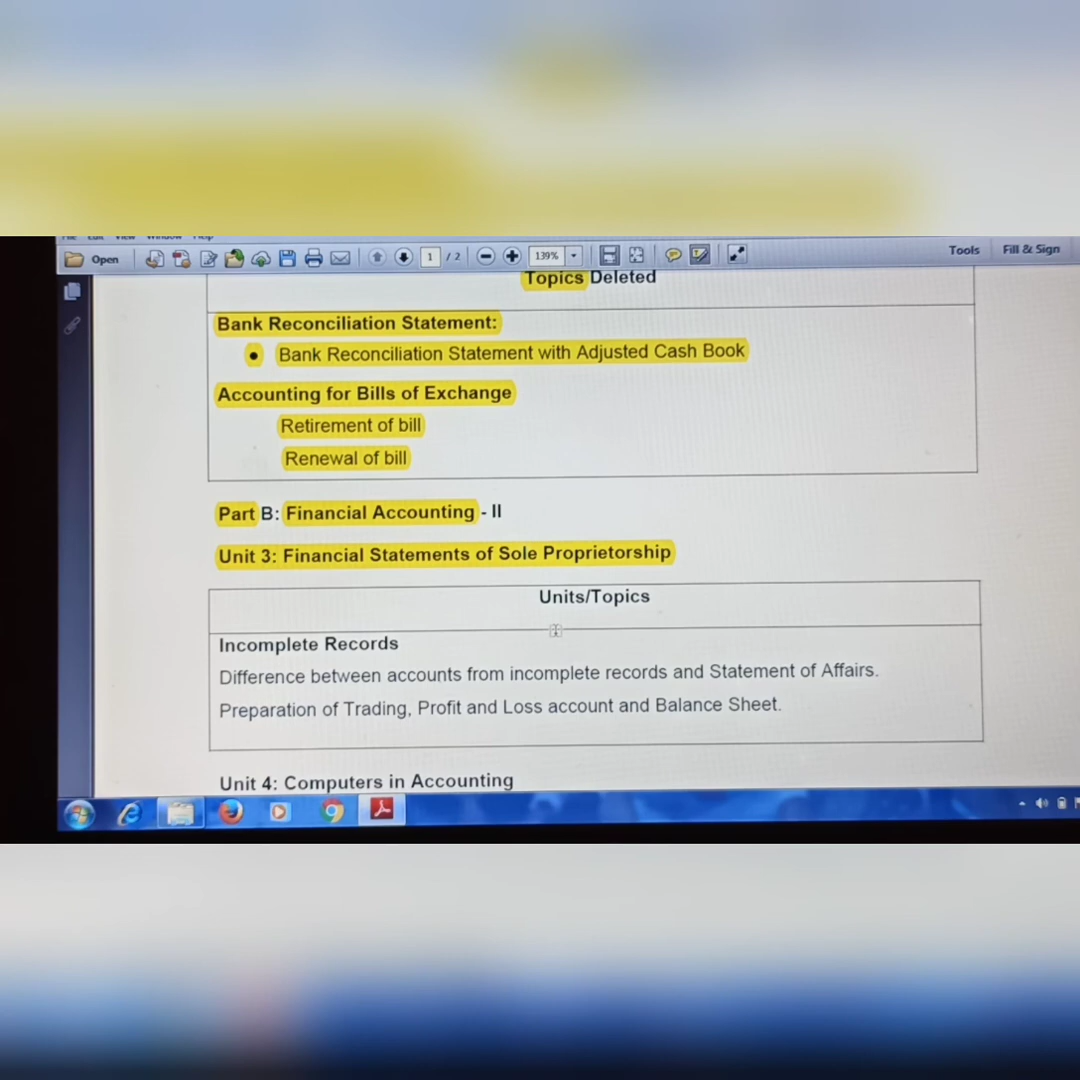 Open
1 / 2
139%
Tools
Fill & Sign
Topics Deleted
Bank Reconciliation Statement:
• Bank Reconciliation Statement with Adjusted Cash Book
Accounting for Bills of Exchange
Retirement of bill
Renewal of bill
Part B: Financial Accounting - II
Unit 3: Financial Statements of Sole Proprietorship
Units/Topics
Incomplete Records
Difference between accounts from incomplete records and Statement of Affairs.
Preparation of Trading, Profit and Loss account and Balance Sheet.
Unit 4: Computers in Accounting